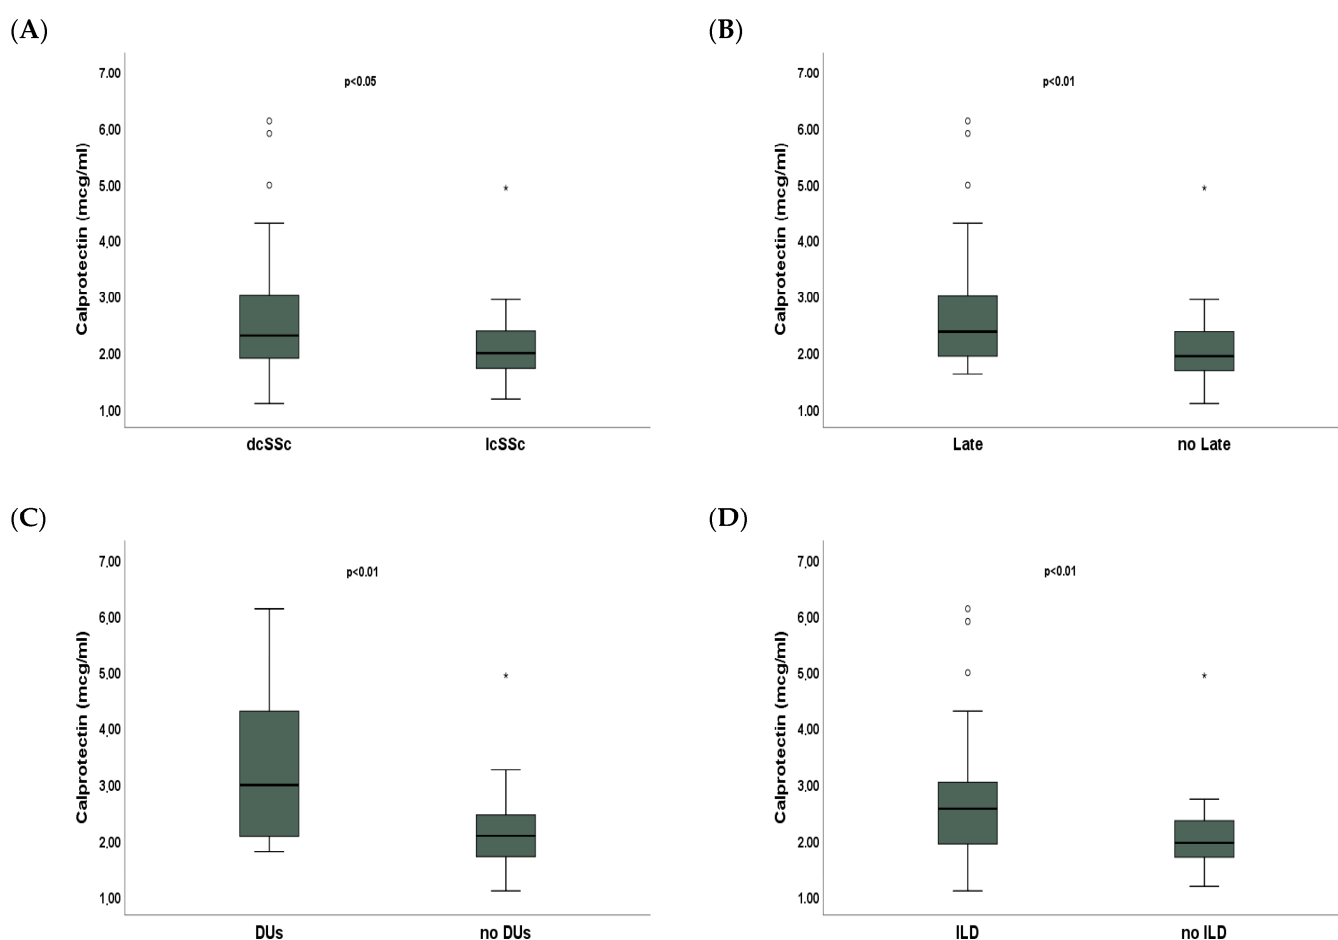 (A)
p<0.05
Calprotectin (mcg/ml)
7.00
6.00
5.00
4.00
3.00
2.00
1.00
dcSSc
lcSSc
(B)
p<0.01
Calprotectin (mcg/ml)
7.00
6.00
5.00
4.00
3.00
2.00
1.00
Late
no Late
(C)
p<0.01
Calprotectin (mcg/ml)
7.00
6.00
5.00
4.00
3.00
2.00
1.00
DUs
no DUs
(D)
p<0.01
Calprotectin (mcg/ml)
7.00
6.00
5.00
4.00
3.00
2.00
1.00
ILD
no ILD